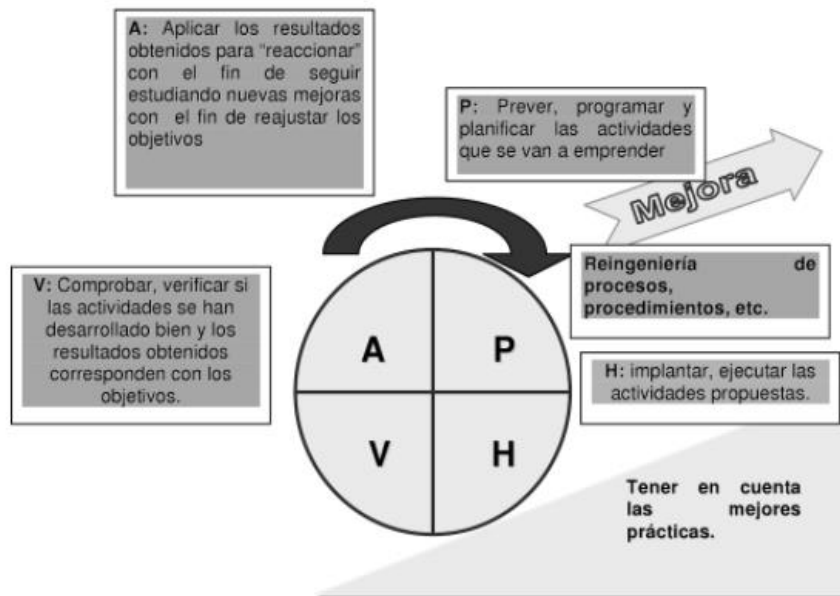 A: Aplicar los resultados
obtenidos para “reaccionar”
con el fin de seguir
estudiando nuevas mejoras
con el fin de reajustar los
objetivos
P: Prever, programar y
planificar las actividades
que se van a emprender
Mejora
Reingeniería de
procesos,
procedimientos, etc.
V: Comprobar, verificar si
las actividades se han
desarrollado bien y los
resultados obtenidos
corresponden con los
objetivos.
H: implantar, ejecutar las
actividades propuestas.
A P
V H
Tener en cuenta
las mejores
prácticas.